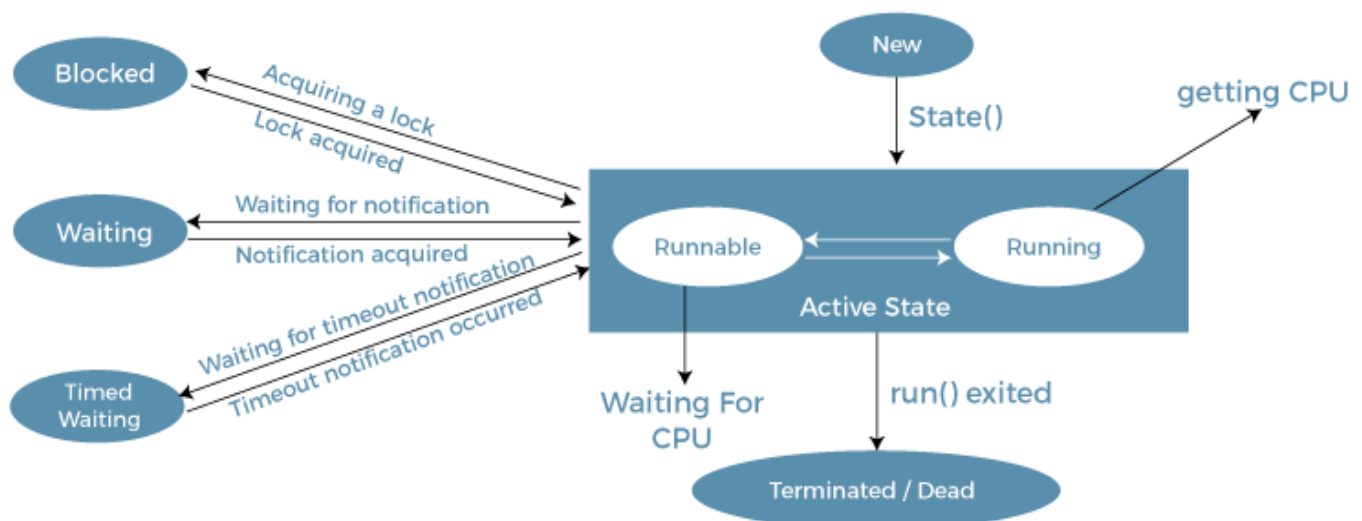 New
Blocked
Acquiring a lock
Lock acquired
State()
getting CPU
Waiting
Waiting for notification
Notification acquired
Runnable
Running
Active State
Waiting for timeout notification
Timeout notification occurred
Timed
Waiting
Waiting For
CPU
run() exited
Terminated / Dead